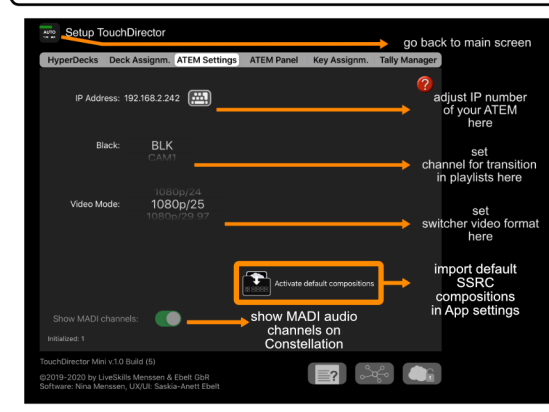 AUTO
Setup TouchDirector
go back to main screen
HyperDecks Deck Assignm. ATEM Settings ATEM Panel Key Assignm. Tally Manager
?
IP Address: 192.168.2.242
adjust IP number
of your ATEM
here
Black: BLK
CAM1
set
channel for transition
in playlists here
1080p/24
Video Mode: 1080p/25
1080p/29.97
set
switcher video format
here
Activate default compositions
import default
SSRC
compositions
in App settings
Show MADI channels:
show MADI audio
channels on
Constellation
Initialized: 1
TouchDirector Mini v.1.0 Build (5)
©2019-2020 by LiveSkills Menssen & Ebelt GbR
Software: Nina Menssen, UX/UI: Saskia-Anett Ebelt
?